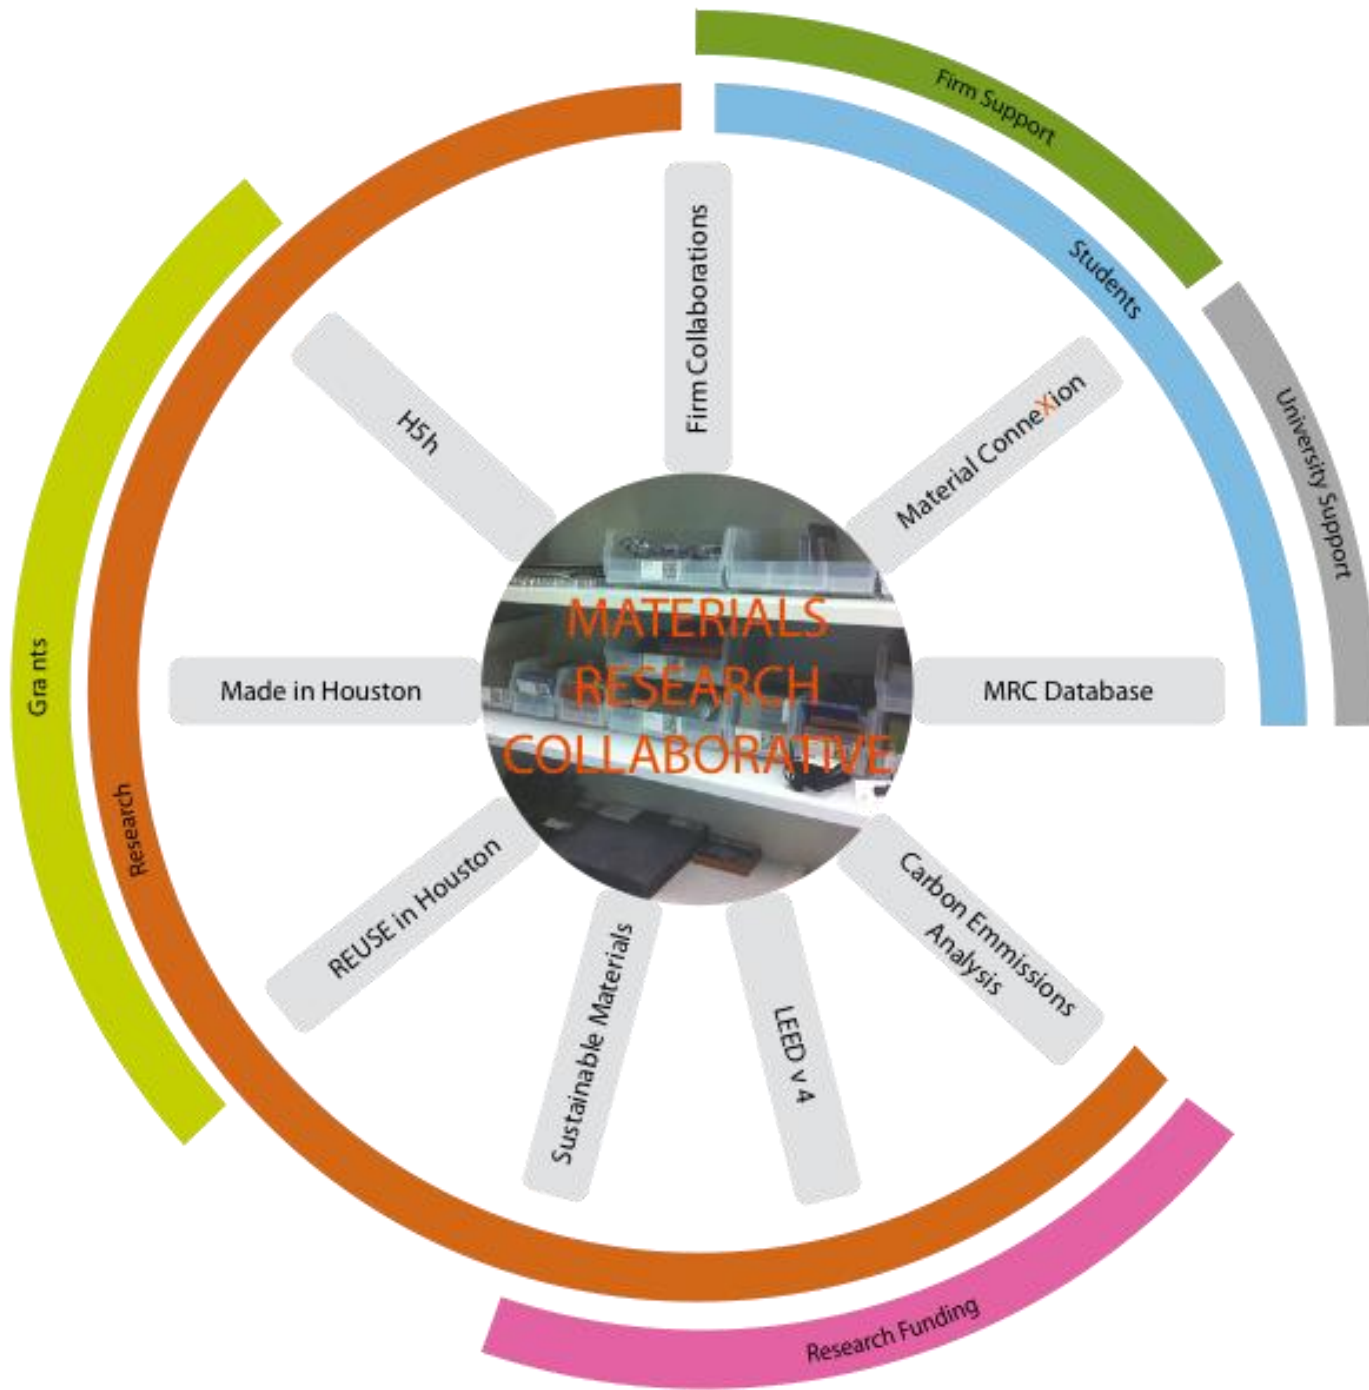 Firm Support
Students
University Support
Firm Collaborations
Material ConneXion
H5h
MATERIALS
RESEARCH
COLLABORATIVE
Made in Houston
MRC Database
Grants
Research
REUSE in Houston
Sustainable Materials
LEED v 4
Carbon Emmissions
Analysis
Research Funding